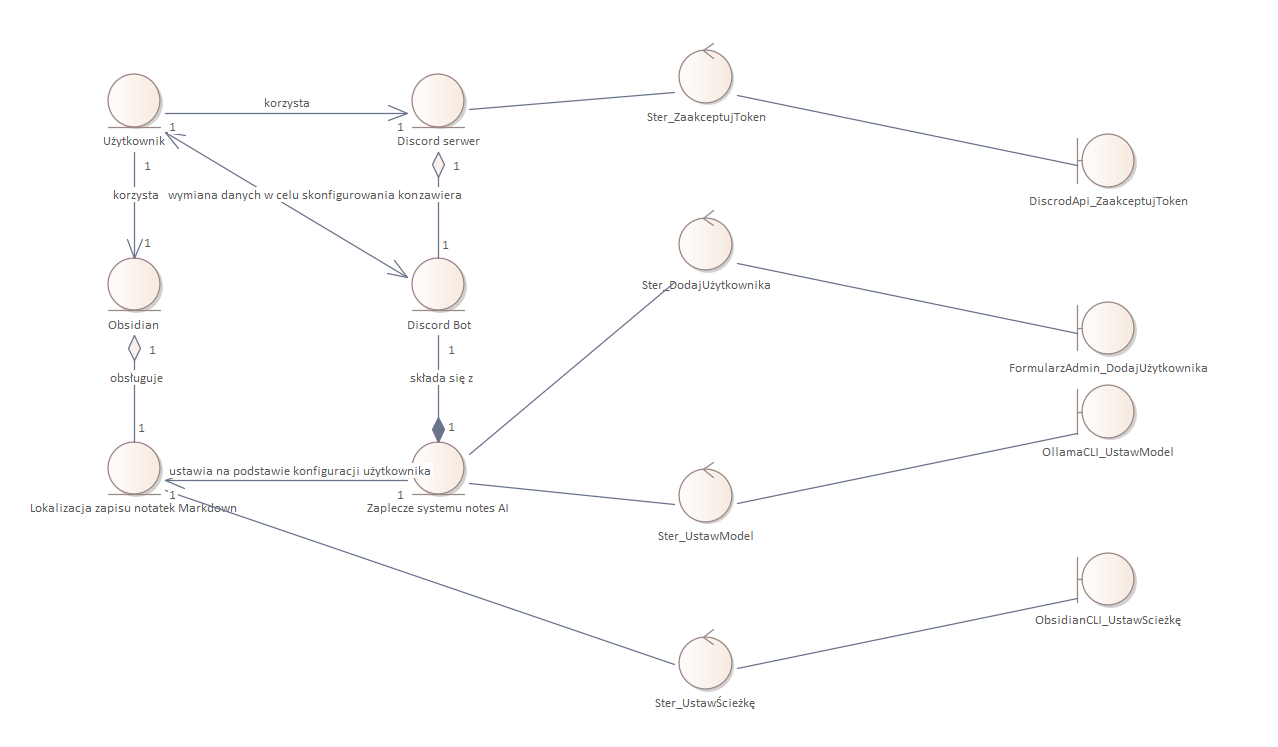 korzysta
1
1
Użytkownik
Discord serwer
Ster_ZaakceptujToken
1
1
korzysta
wymiana danych w celu skonfigurowania kon
zawiera
DiscrodApi_ZaakceptujToken
1
1
Ster_DodajUżytkownika
Obsidian
Discord Bot
1
1
obsługuje
składa się z
FormularzAdmin_DodajUżytkownika
1
1
OllamaCLI_UstawModel
ustawia na podstawie konfiguracji użytkownika
1
1
Lokalizacja zapisu notatek Markdown
Zaplecze systemu notes AI
Ster_UstawModel
ObsidianCLI_UstawScieżkę
Ster_UstawŚcieżkę